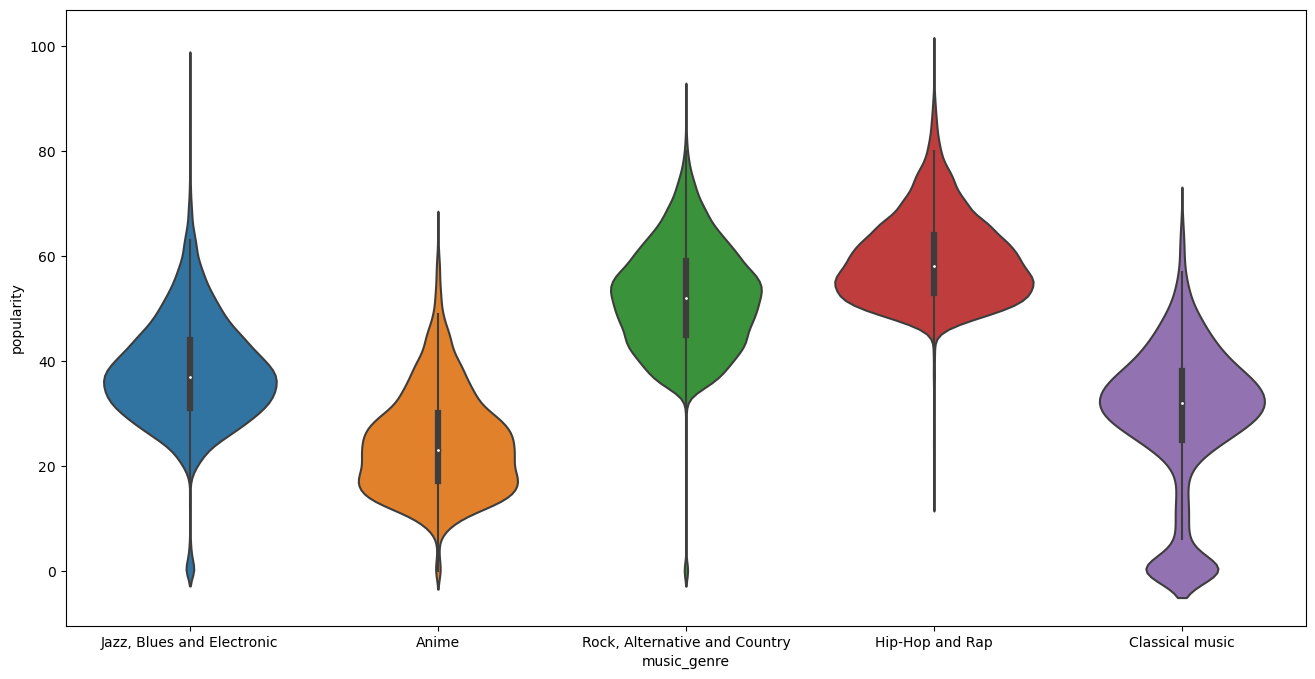 100
80
60
40
20
0
popularity
Jazz, Blues and Electronic
Anime
Rock, Alternative and Country
Hip-Hop and Rap
Classical music
music_genre